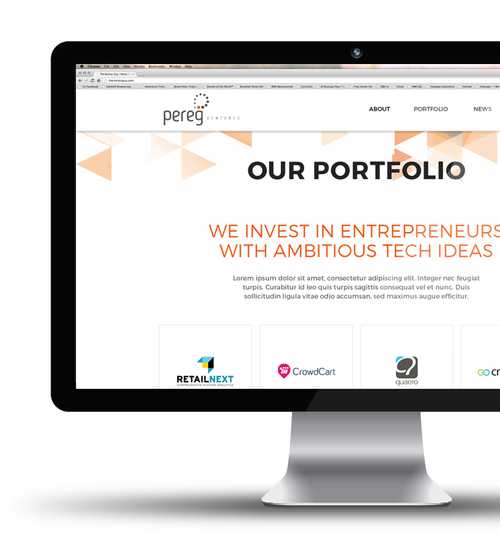 pereg
VENTURES
ABOUT PORTFOLIO NEWS
OUR PORTFOLIO
WE INVEST IN ENTREPRENEURS
WITH AMBITIOUS TECH IDEAS
Lorem ipsum dolor sit amet, consectetur adipiscing elit. Integer nec feugiat
turpis. Curabitur id leo quis turpis sagittis consequat vel et nunc. Duis
sollicitudin ligula vitae odio accumsan, sed maximus augue efficitur.
RETAILNEXT
CrowdCart
quaero